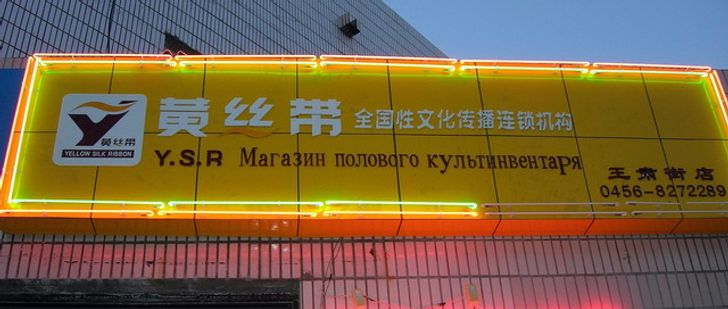 黄丝带
YELLOW SILK RIBBON
黄丝带 全国性文化传播连锁机构
Y.S.R Магазин полового культинвентаря
王肃街店
0456-8272289